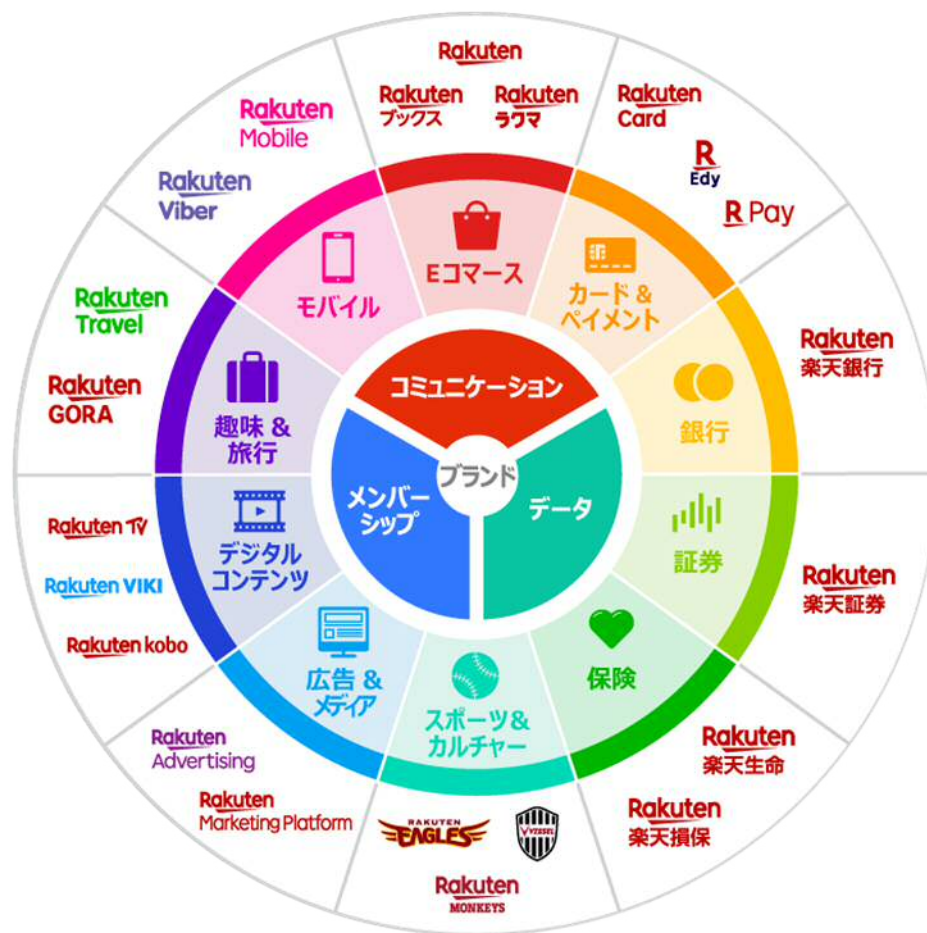 Rakuten
Rakuten
ブックス
Rakuten
ラクマ
Rakuten
Card
R
Edy
R Pay
Rakuten
楽天銀行
Rakuten
楽天証券
Rakuten
楽天生命
Rakuten
楽天損保
RAKUTEN
EAGLES
VISSEL
Rakuten
MONKEYS
Rakuten
Marketing Platform
Rakuten
Advertising
Rakuten kobo
Rakuten VIKI
Rakuten TV
Rakuten
GORA
Rakuten
Travel
Rakuten
Viber
Rakuten
Mobile
Eコマース
カード &
ペイメント
銀行
証券
保険
スポーツ&
カルチャー
広告 &
メディア
デジタル
コンテンツ
趣味 &
旅行
モバイル
コミュニケーション
データ
メンバー
シップ
ブランド